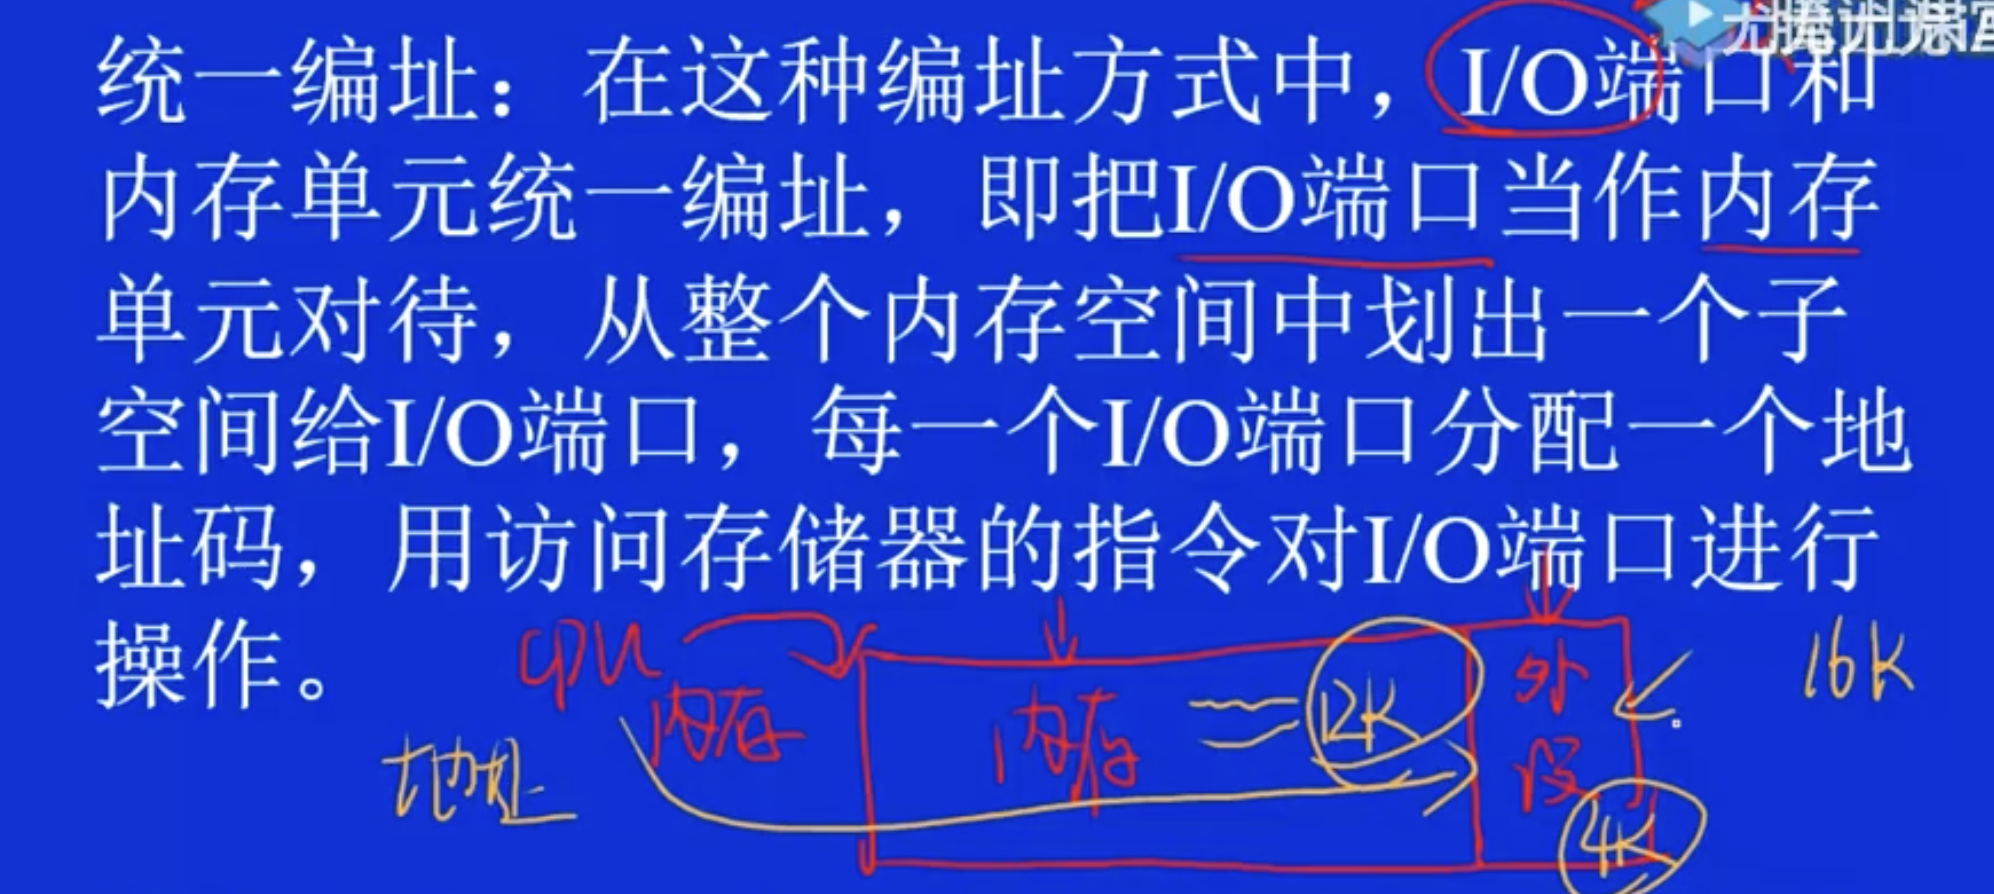 统一编址：在这种编址方式中，I/O端口和
内存单元统一编址，即把I/O端口当作内存
单元对待，从整个内存空间中划出一个子
空间给I/O端口，每一个I/O端口分配一个地
址码，用访问存储器的指令对I/O端口进行
操作。
CPU
16K
内存
内存
12K
外
设
地址
4K